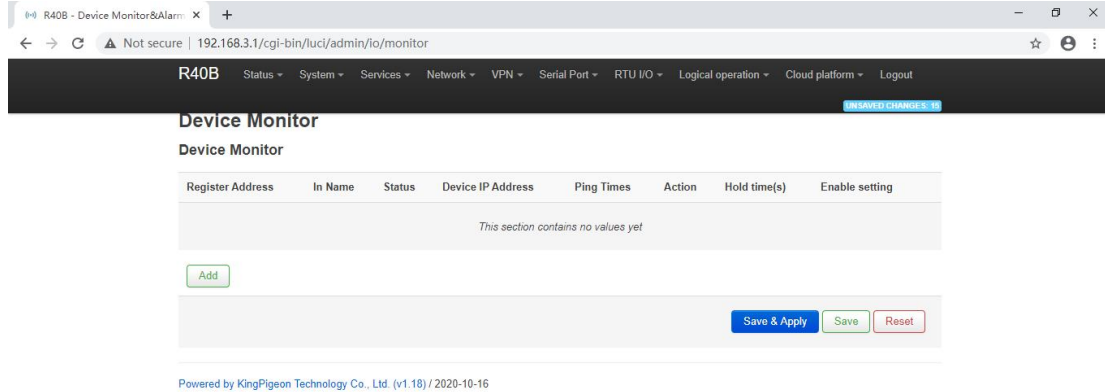 R40B - Device Monitor&Alarm
Not secure | 192.168.3.1/cgi-bin/luci/admin/io/monitor
R40B Status System Services Network VPN Serial Port RTU I/O Logical operation Cloud platform Logout
UNSAVED CHANGES: 19
Device Monitor
Device Monitor
Register Address In Name Status Device IP Address Ping Times Action Hold time(s) Enable setting
This section contains no values yet
Add
Save & Apply Save Reset
Powered by KingPigeon Technology Co., Ltd. (v1.18) / 2020-10-16